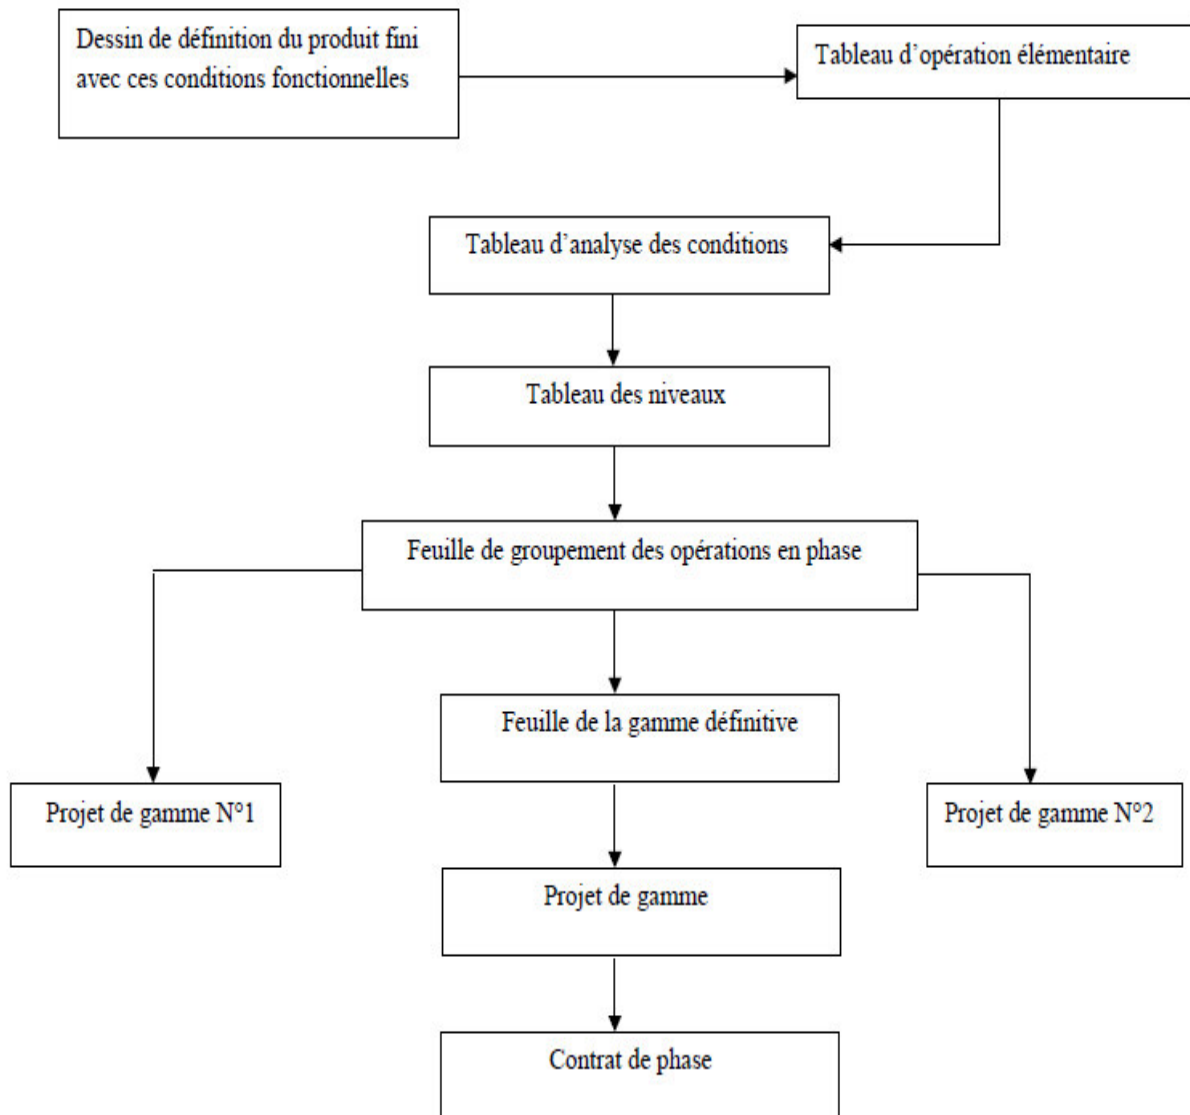 Dessin de définition du produit fini
avec ces conditions fonctionnelles
Tableau d’opération élémentaire
Tableau d’analyse des conditions
Tableau des niveaux
Feuille de groupement des opérations en phase
Feuille de la gamme définitive
Projet de gamme N°1
Projet de gamme N°2
Projet de gamme
Contrat de phase